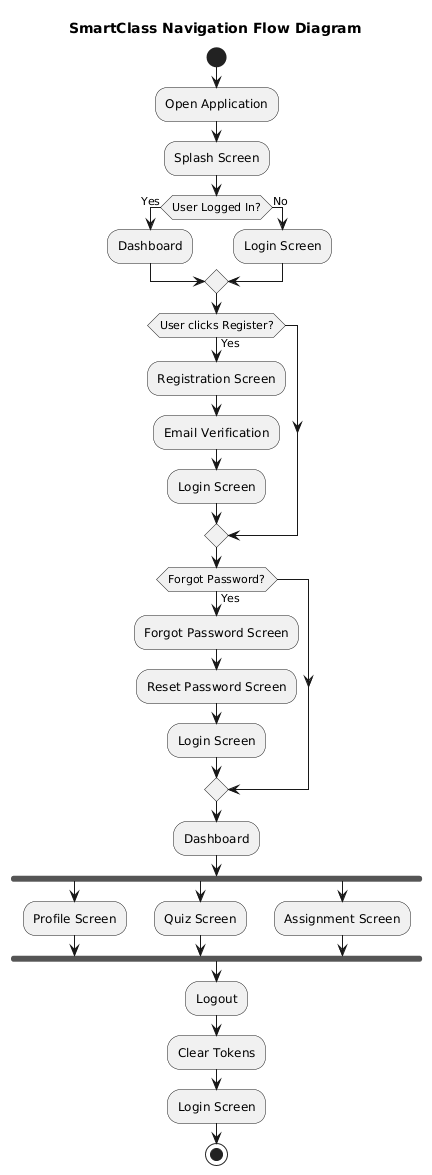 SmartClass Navigation Flow Diagram
Open Application
Splash Screen
User Logged In?
Yes
No
Dashboard
Login Screen
User clicks Register?
Yes
Registration Screen
Email Verification
Login Screen
Forgot Password?
Yes
Forgot Password Screen
Reset Password Screen
Login Screen
Dashboard
Profile Screen
Quiz Screen
Assignment Screen
Logout
Clear Tokens
Login Screen